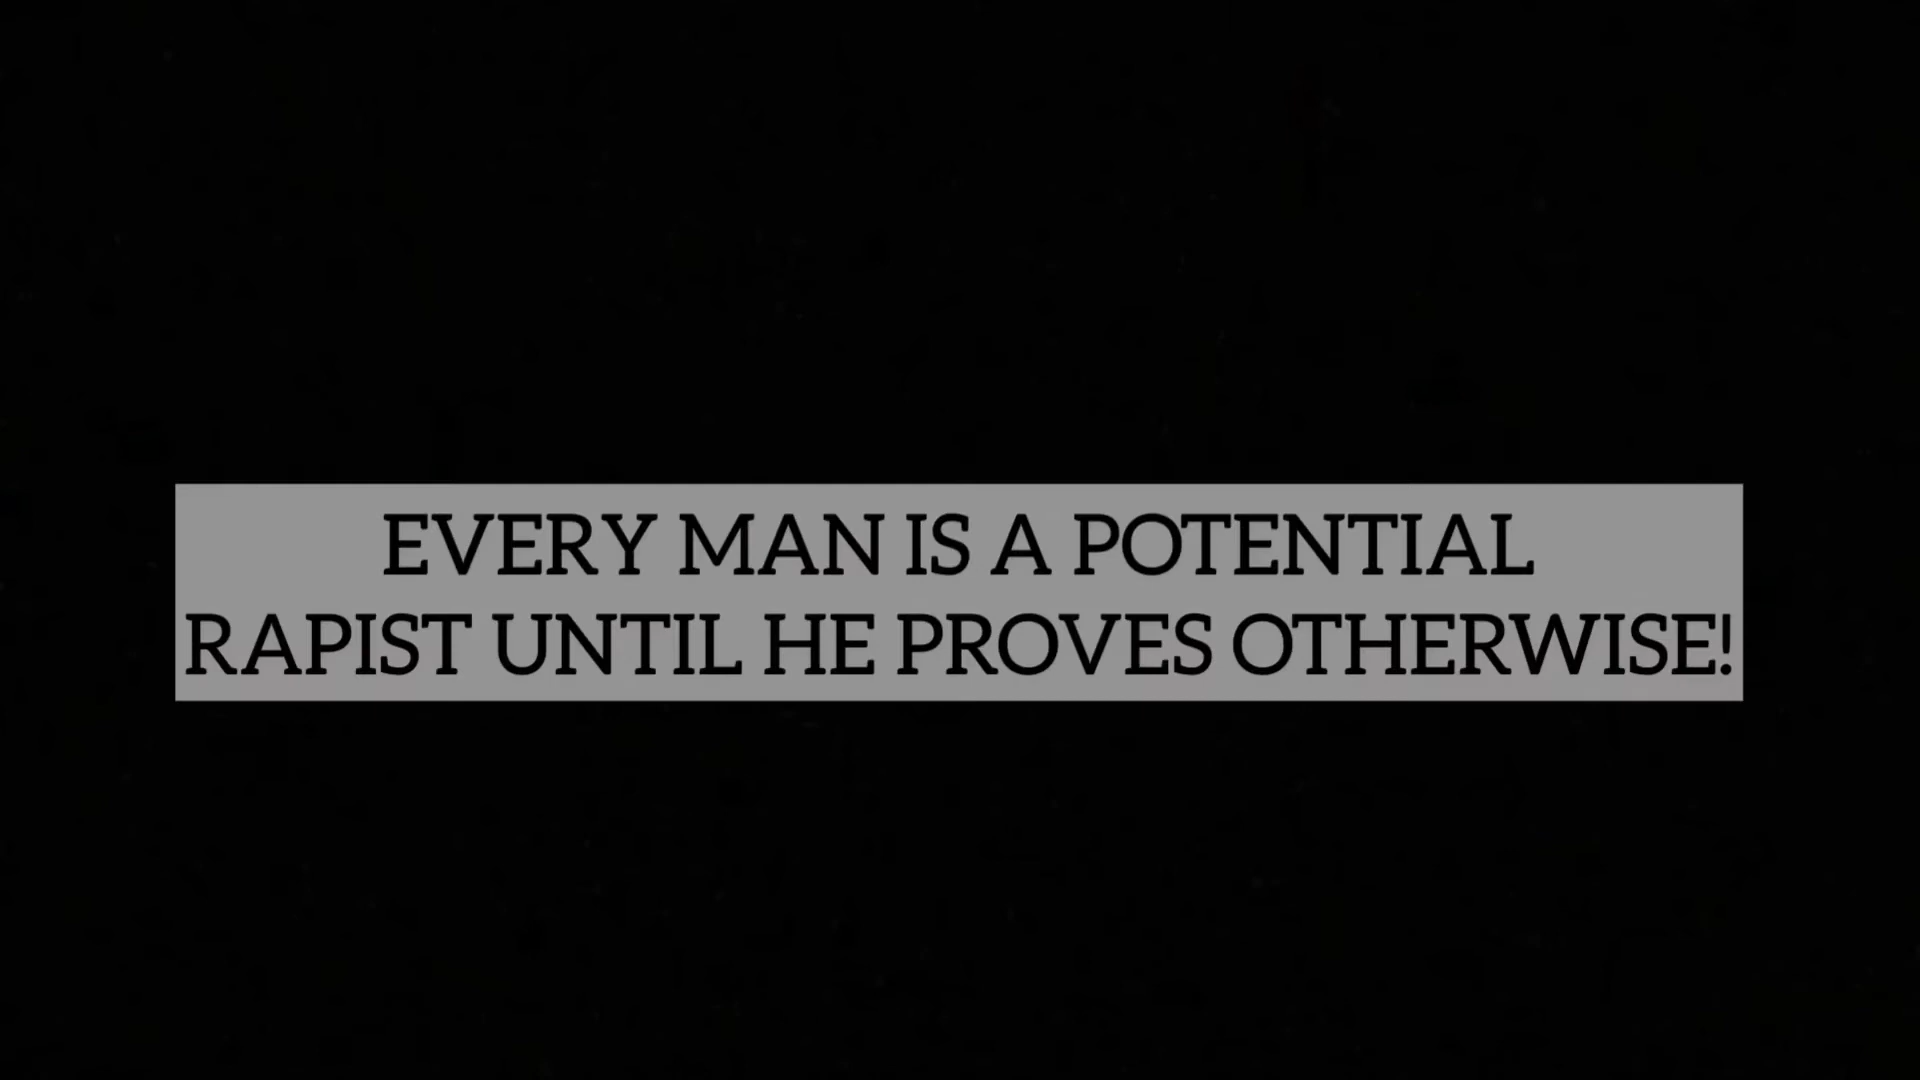 EVERY MAN IS A POTENTIAL
RAPIST UNTIL HE PROVES OTHERWISE!